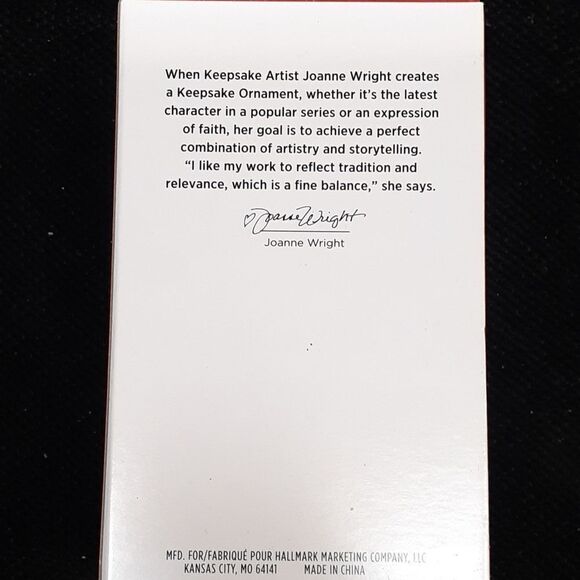 When Keepsake Artist Joanne Wright creates
a Keepsake Ornament, whether it's the latest
character in a popular series or an expression
of faith, her goal is to achieve a perfect
combination of artistry and storytelling.
“I like my work to reflect tradition and
relevance, which is a fine balance,” she says.
Joanne Wright
Joanne Wright
MFD. FOR/FABRIQUÉ POUR HALLMARK MARKETING COMPANY, LLC
KANSAS CITY, MO 64141 MADE IN CHINA